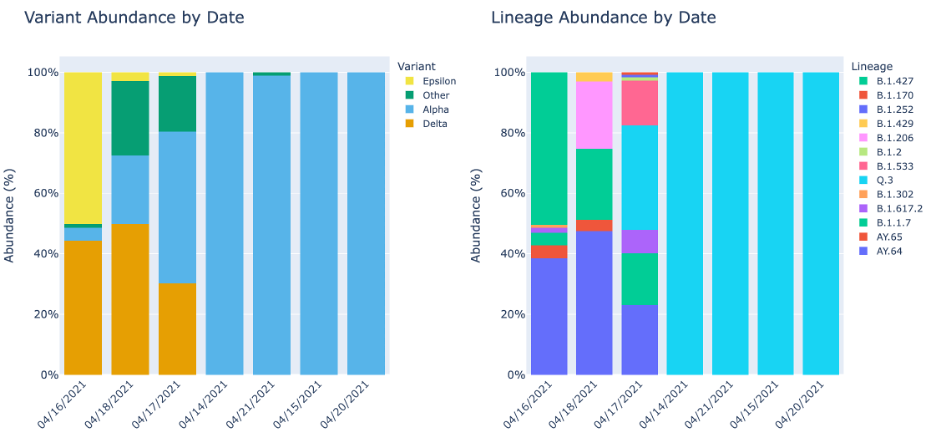 Variant Abundance by Date
Abundance (%)
100%
80%
60%
40%
20%
0%
04/16/2021
04/18/2021
04/17/2021
04/14/2021
04/21/2021
04/15/2021
04/20/2021
Variant
Epsilon
Other
Alpha
Delta
Lineage Abundance by Date
Abundance (%)
100%
80%
60%
40%
20%
0%
04/16/2021
04/18/2021
04/17/2021
04/14/2021
04/21/2021
04/15/2021
04/20/2021
Lineage
B.1.427
B.1.170
B.1.252
B.1.429
B.1.206
B.1.2
B.1.533
Q.3
B.1.302
B.1.617.2
B.1.1.7
AY.65
AY.64